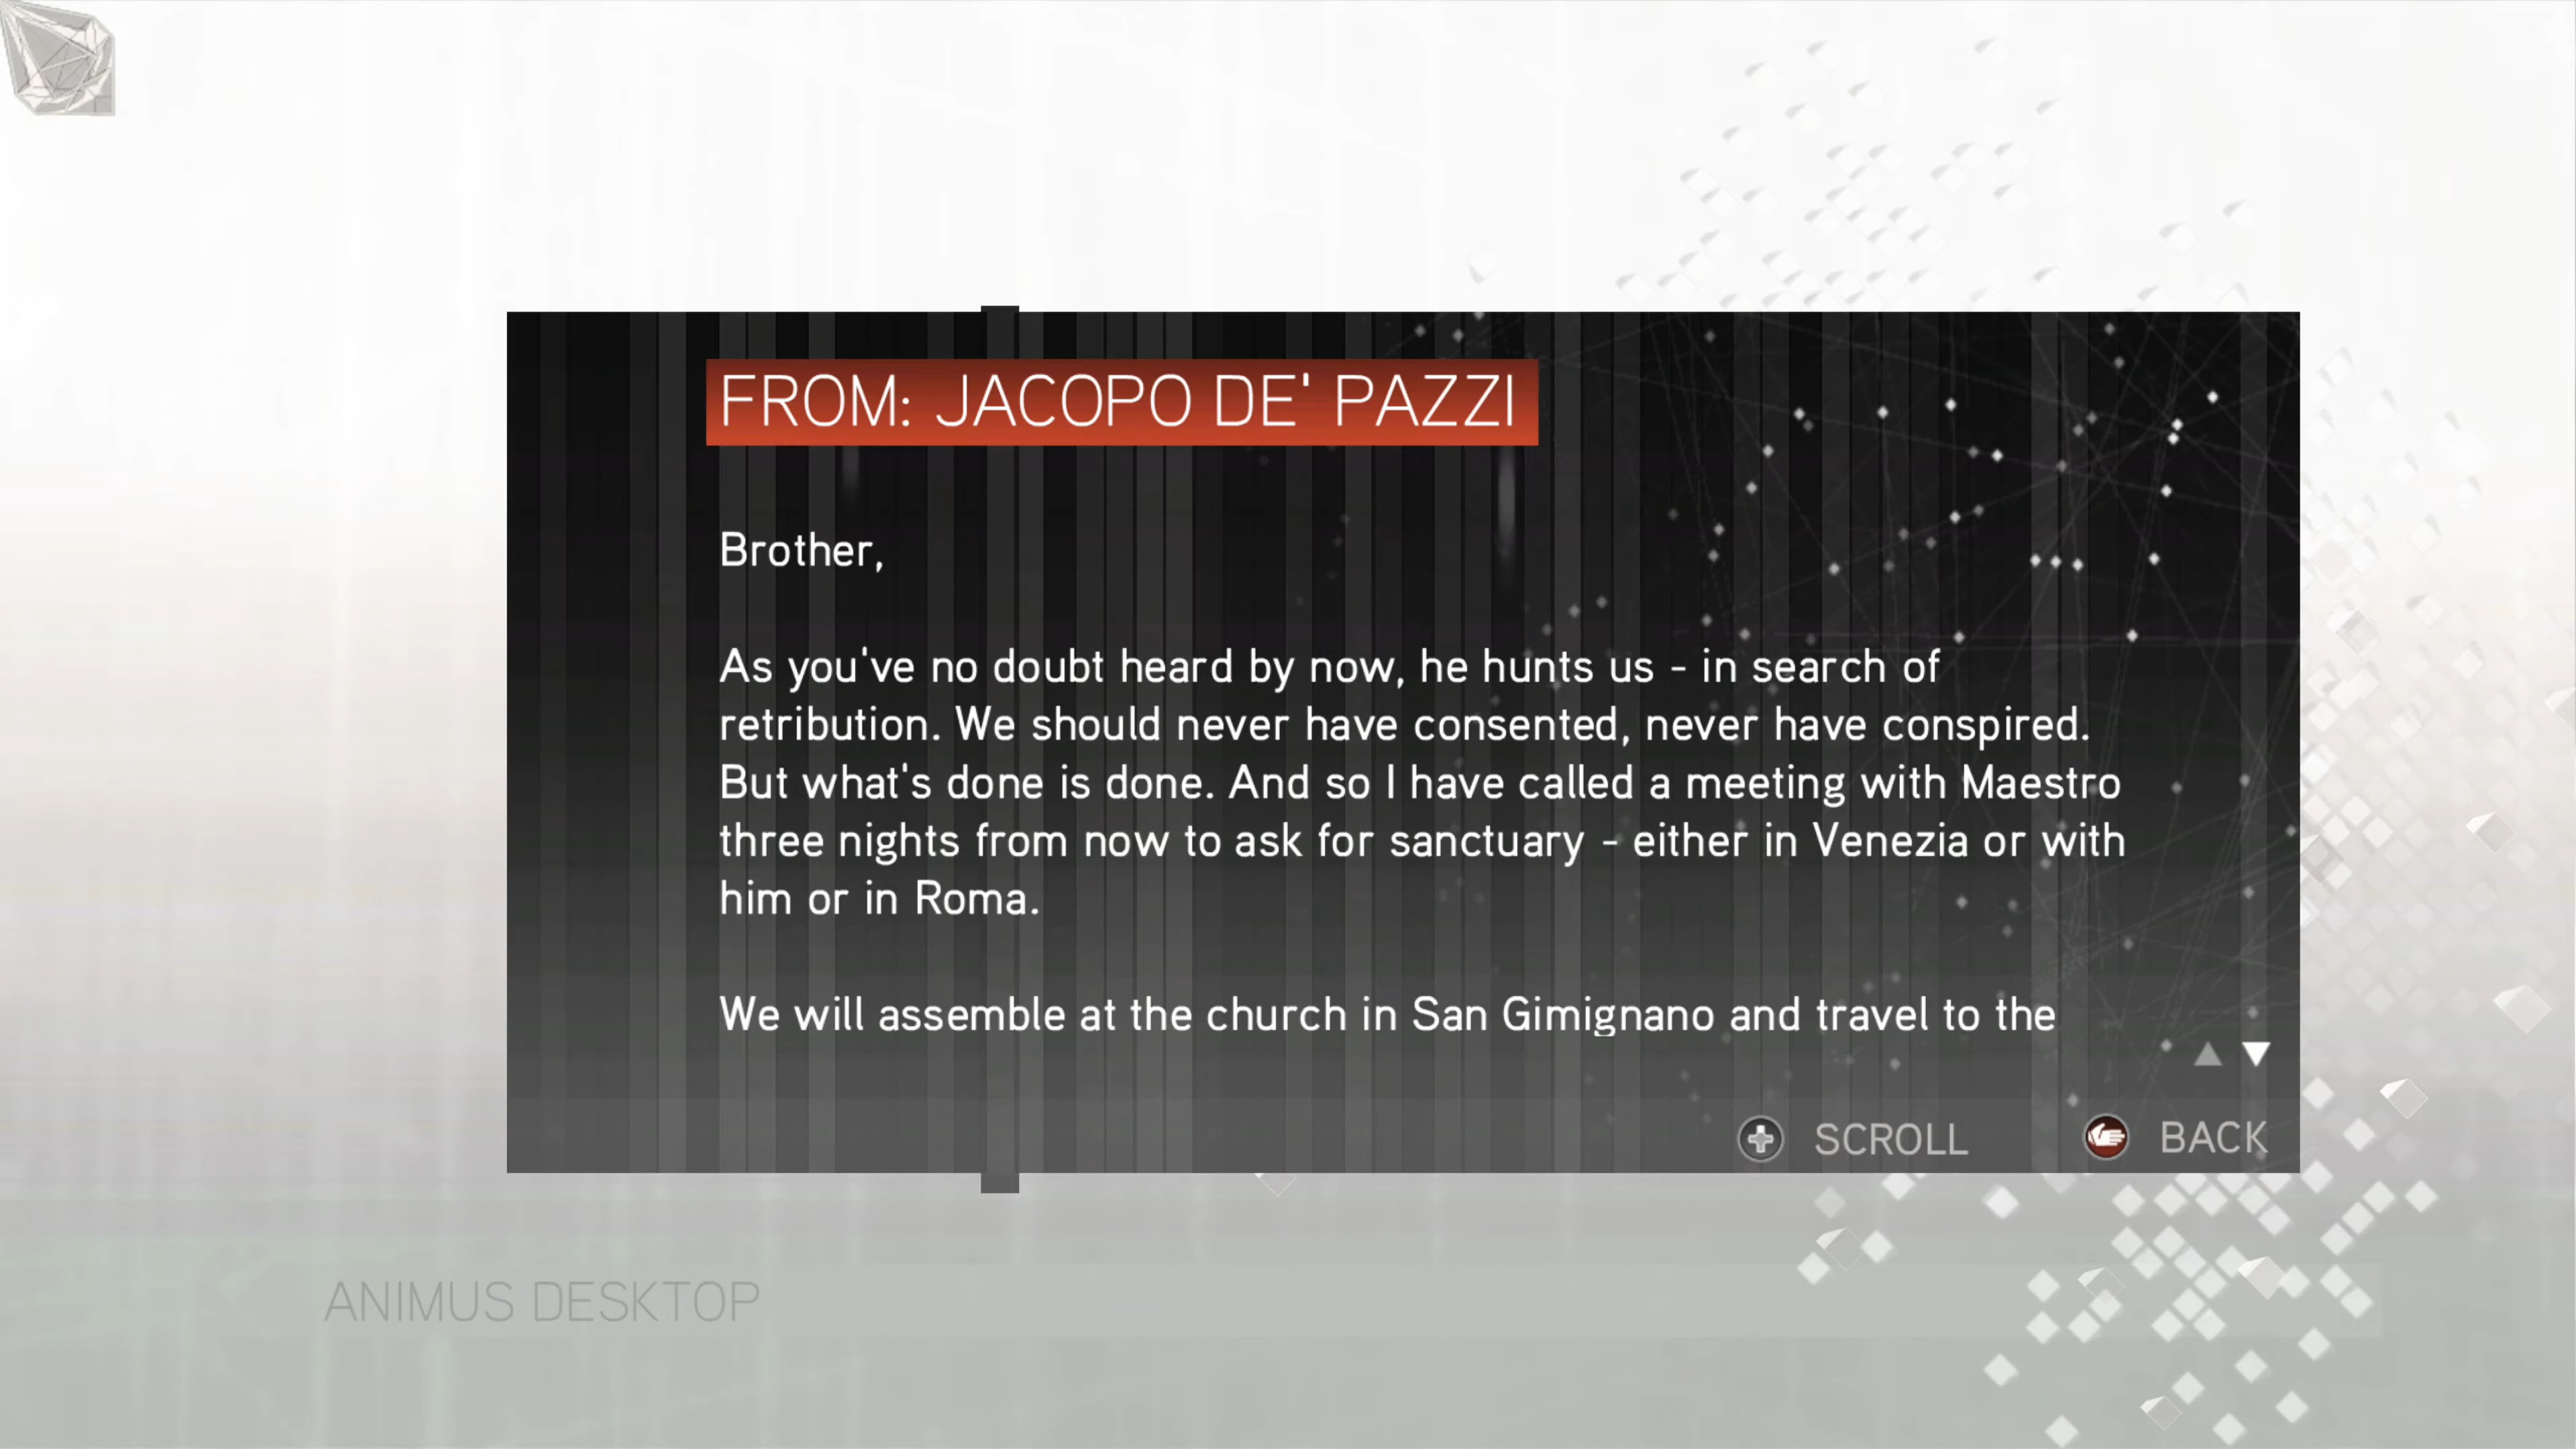 FROM: JACOPO DE' PAZZI
Brother,
As you've no doubt heard by now, he hunts us - in search of
retribution. We should never have consented, never have conspired.
But what's done is done. And so I have called a meeting with Maestro
three nights from now to ask for sanctuary - either in Venezia or with
him or in Roma.
We will assemble at the church in San Gimignano and travel to the
SCROLL BACK
ANIMUS DESKTOP